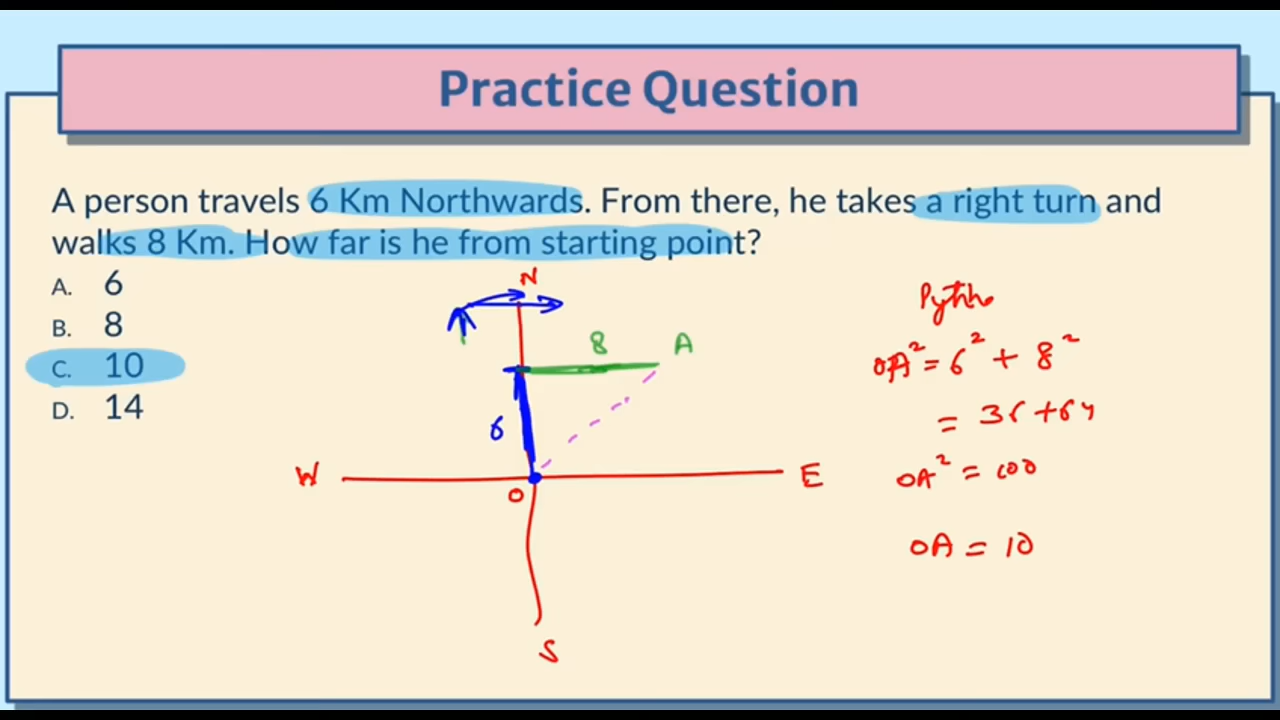 Practice Question
A person travels 6 Km Northwards. From there, he takes a right turn and
walks 8 Km. How far is he from starting point?
A. 6
B. 8
C. 10
D. 14
N
8 A
6
W E
O
S
OA² = 6² + 8²
= 36 + 64
OA² = 100
OA = 10